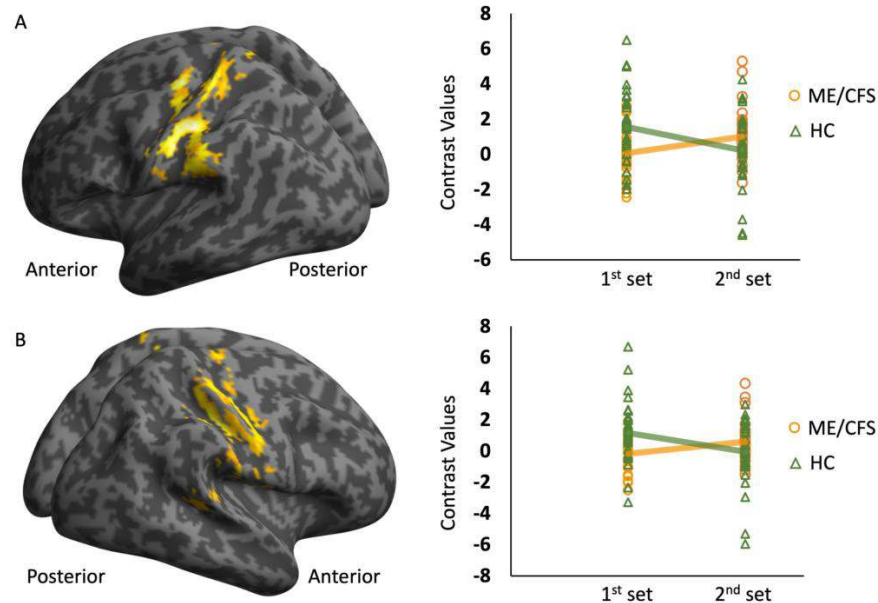 A
Anterior
Posterior
Contrast Values
8
6
4
2
0
-2
-4
-6
1st set
2nd set
ME/CFS
HC
B
Posterior
Anterior
Contrast Values
8
6
4
2
0
-2
-4
-6
-8
1st set
2nd set
ME/CFS
HC